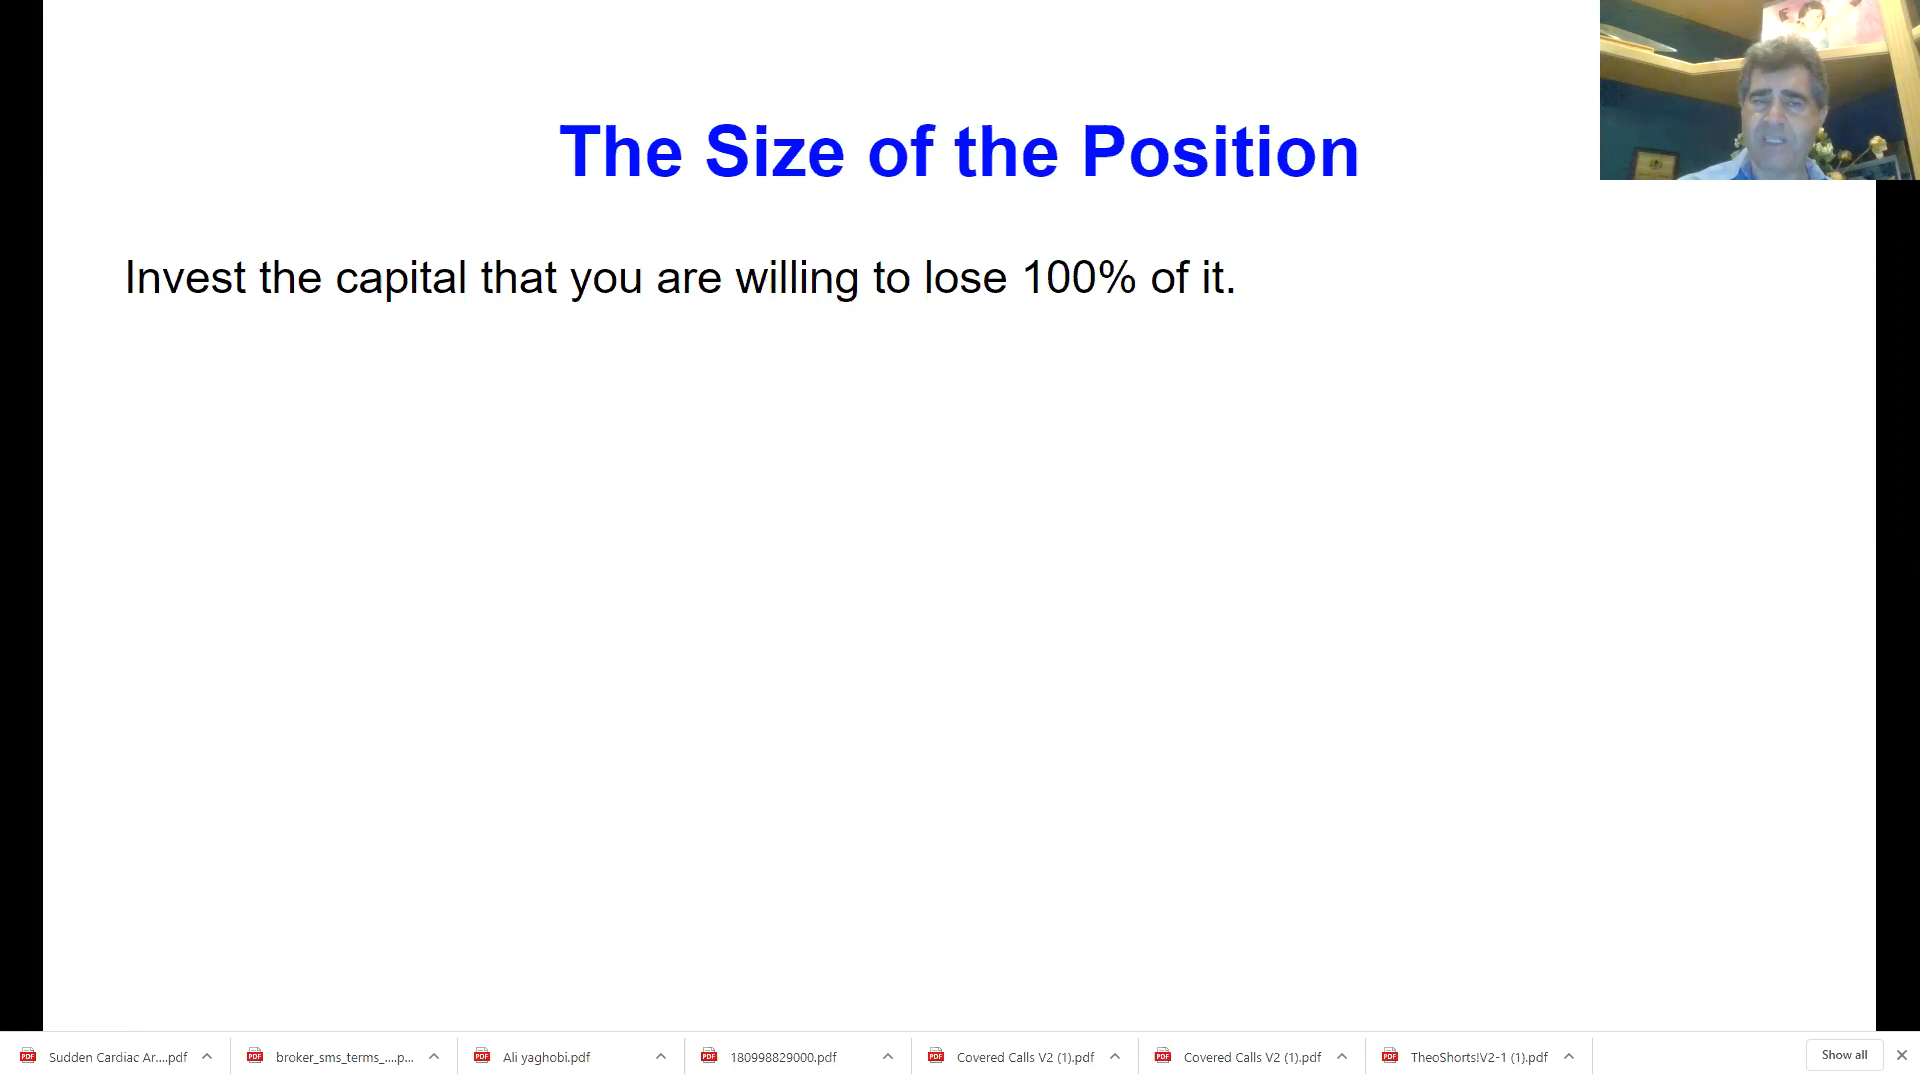 The Size of the Position
Invest the capital that you are willing to lose 100% of it.
Sudden Cardiac Ar....pdf
broker_sms_terms_....p...
Ali yaghobi.pdf
180998829000.pdf
Covered Calls V2 (1).pdf
Covered Calls V2 (1).pdf
TheoShorts!V2-1 (1).pdf
Show all